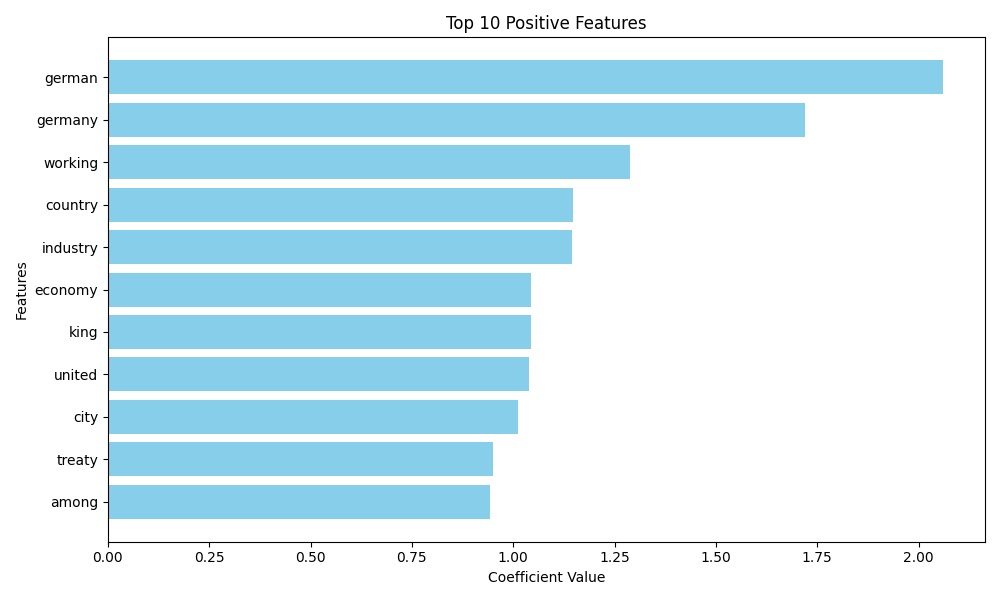 Top 10 Positive Features
german
germany
working
country
industry
economy
king
united
city
treaty
among
Features
0.00 0.25 0.50 0.75 1.00 1.25 1.50 1.75 2.00
Coefficient Value